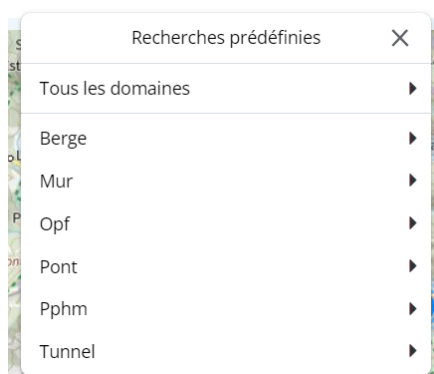 Recherches prédéfinies
Tous les domaines
Berge
Mur
Opf
Pont
Pphm
Tunnel